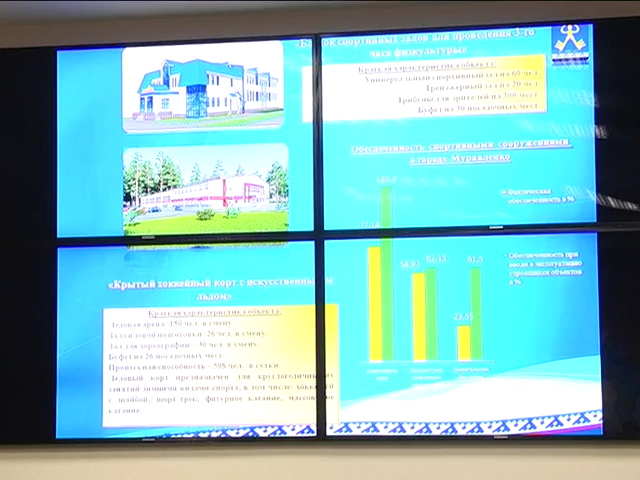 спортивных залов для проведения 3-го
часа физкультуры»
Краткая характеристика объекта:
Универсальный спортивный зал на 60 чел.
Тренажерный зал на 20 чел.
Трибуны для зрителей на 300 мест.
Буфет на 30 посадочных мест.
Обеспеченность спортивными сооружениями
в городе Муравленко
Фактическая
обеспеченность в %
Обеспеченность при
вводе в эксплуатацию
строящихся объектов
в %
61,5
«Крытый хоккейный корт с искусственным
льдом»
Краткая характеристика объекта:
Ледовая арена -150 чел. в смену.
Зал силовой подготовки -26 чел. в смену.
Зал для хореографии – 30 чел. в смену.
Буфет на 26 посадочных мест.
Пропускная способность – 598 чел. в сутки.
Ледовый корт предназначен для круглогодичных
занятий зимними видами спорта, в том числе: хоккей
с шайбой, шорт-трек, фигурное катание, массовое
катание.